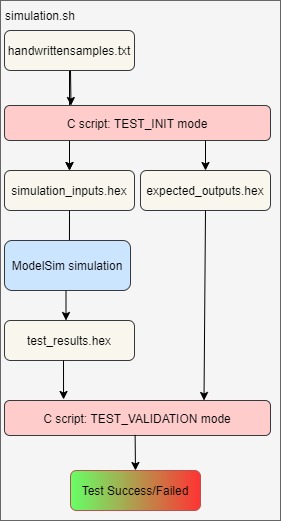 simulation.sh
handwrittensamples.txt
C script: TEST_INIT mode
simulation_inputs.hex
expected_outputs.hex
ModelSim simulation
test_results.hex
C script: TEST_VALIDATION mode
Test Success/Failed